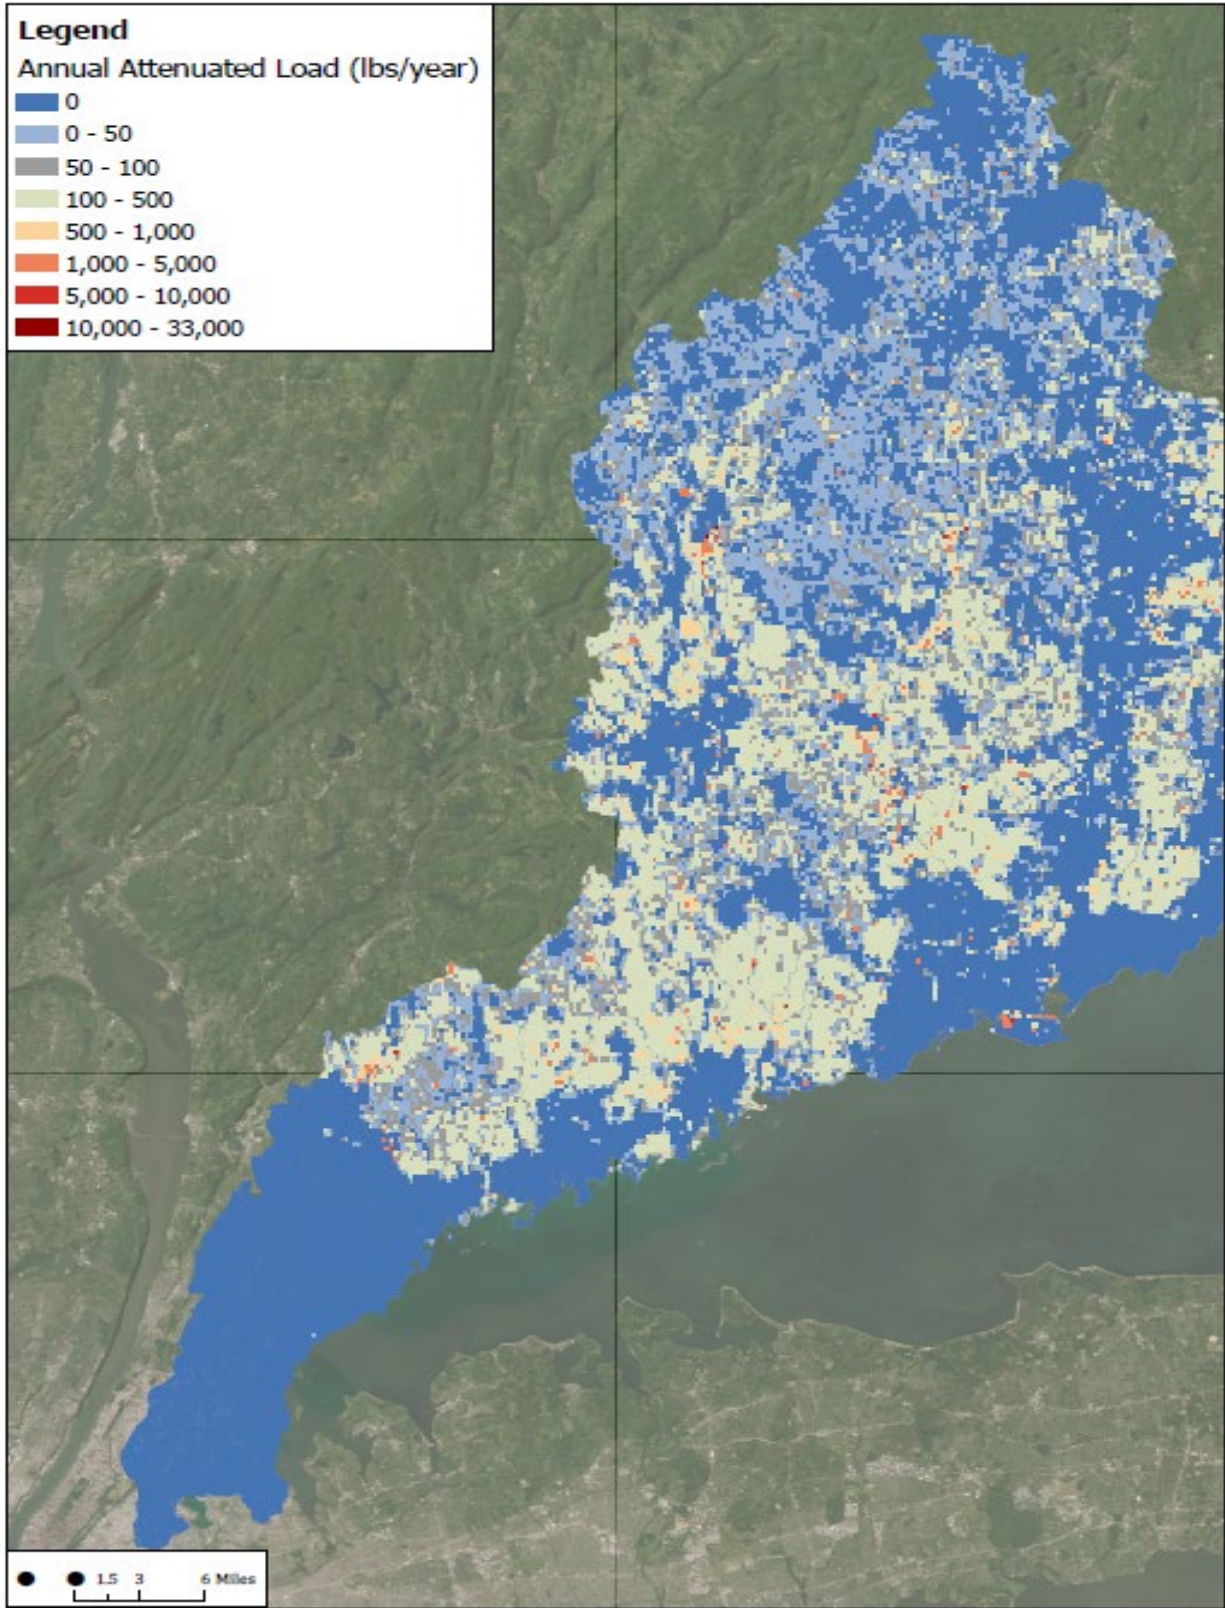 Legend
Annual Attenuated Load (lbs/year)
0
0 - 50
50 - 100
100 - 500
500 - 1,000
1,000 - 5,000
5,000 - 10,000
10,000 - 33,000
1.5 3 6 Miles